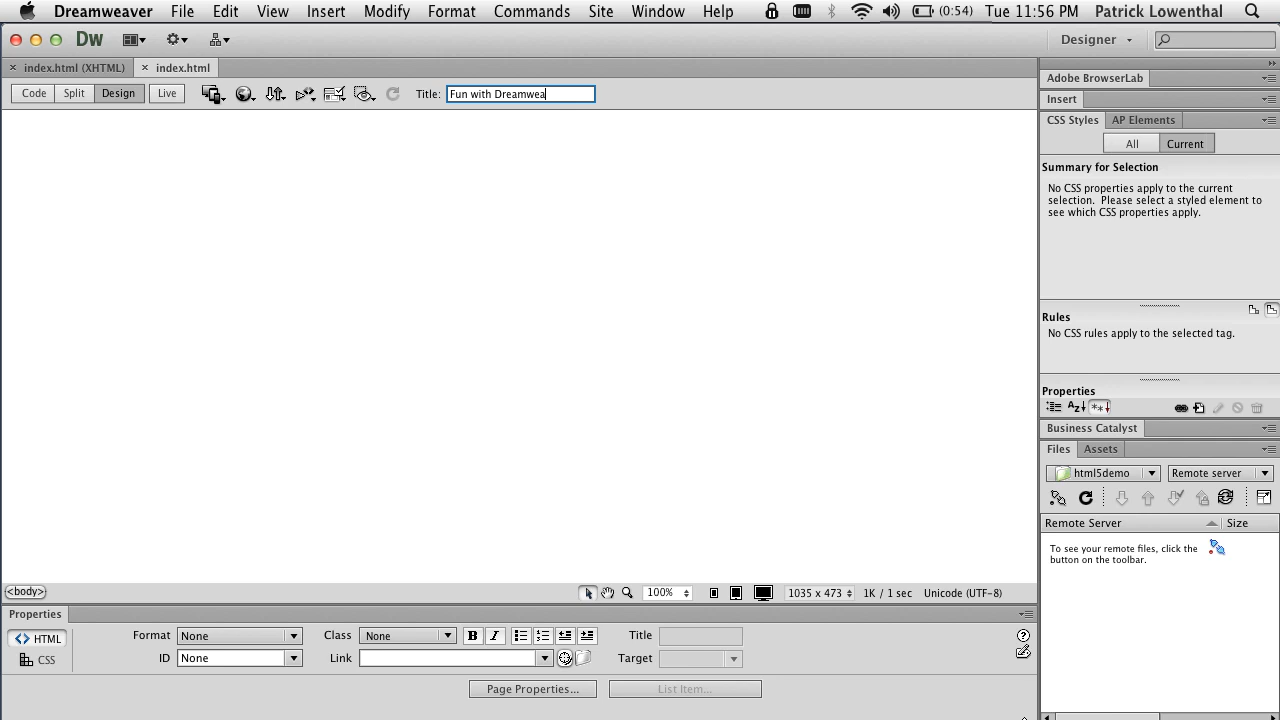 Dreamweaver File Edit View Insert Modify Format Commands Site Window Help (0:54) Tue 11:56 PM Patrick Lowenthal
Dw Designer
index.html (XHTML) index.html
Code Split Design Live Title: Fun with Dreamwea
Adobe BrowserLab
Insert
CSS Styles AP Elements
All Current
Summary for Selection
No CSS properties apply to the current
selection. Please select a styled element to
see which CSS properties apply.
Rules
No CSS rules apply to the selected tag.
Properties
Business Catalyst
Files Assets
html5demo Remote server
Remote Server Size
To see your remote files, click the
button on the toolbar.
<body> 100% 1035 x 473 1K / 1 sec Unicode (UTF-8)
Properties
HTML Format None Class None B I Title
CSS ID None Link Target
Page Properties... List Item...